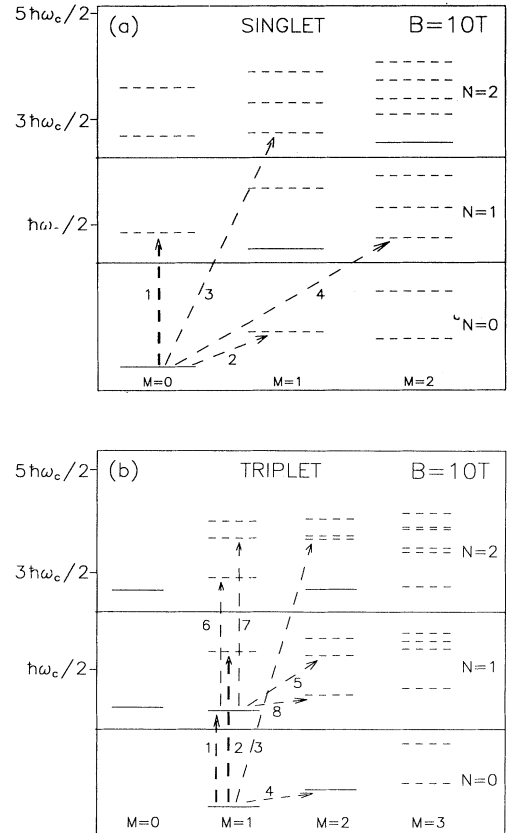 5ħω_c/2
(a) SINGLET B=10T
N=2
3ħω_c/2
N=1
ħω-/2
1 3 4
N=0
2
M=0 M=1 M=2
5ħω_c/2
(b) TRIPLET B=10T
N=2
3ħω_c/2
6 7
ħω_c/2
N=1
5
8
1 2 3
N=0
4
M=0 M=1 M=2 M=3